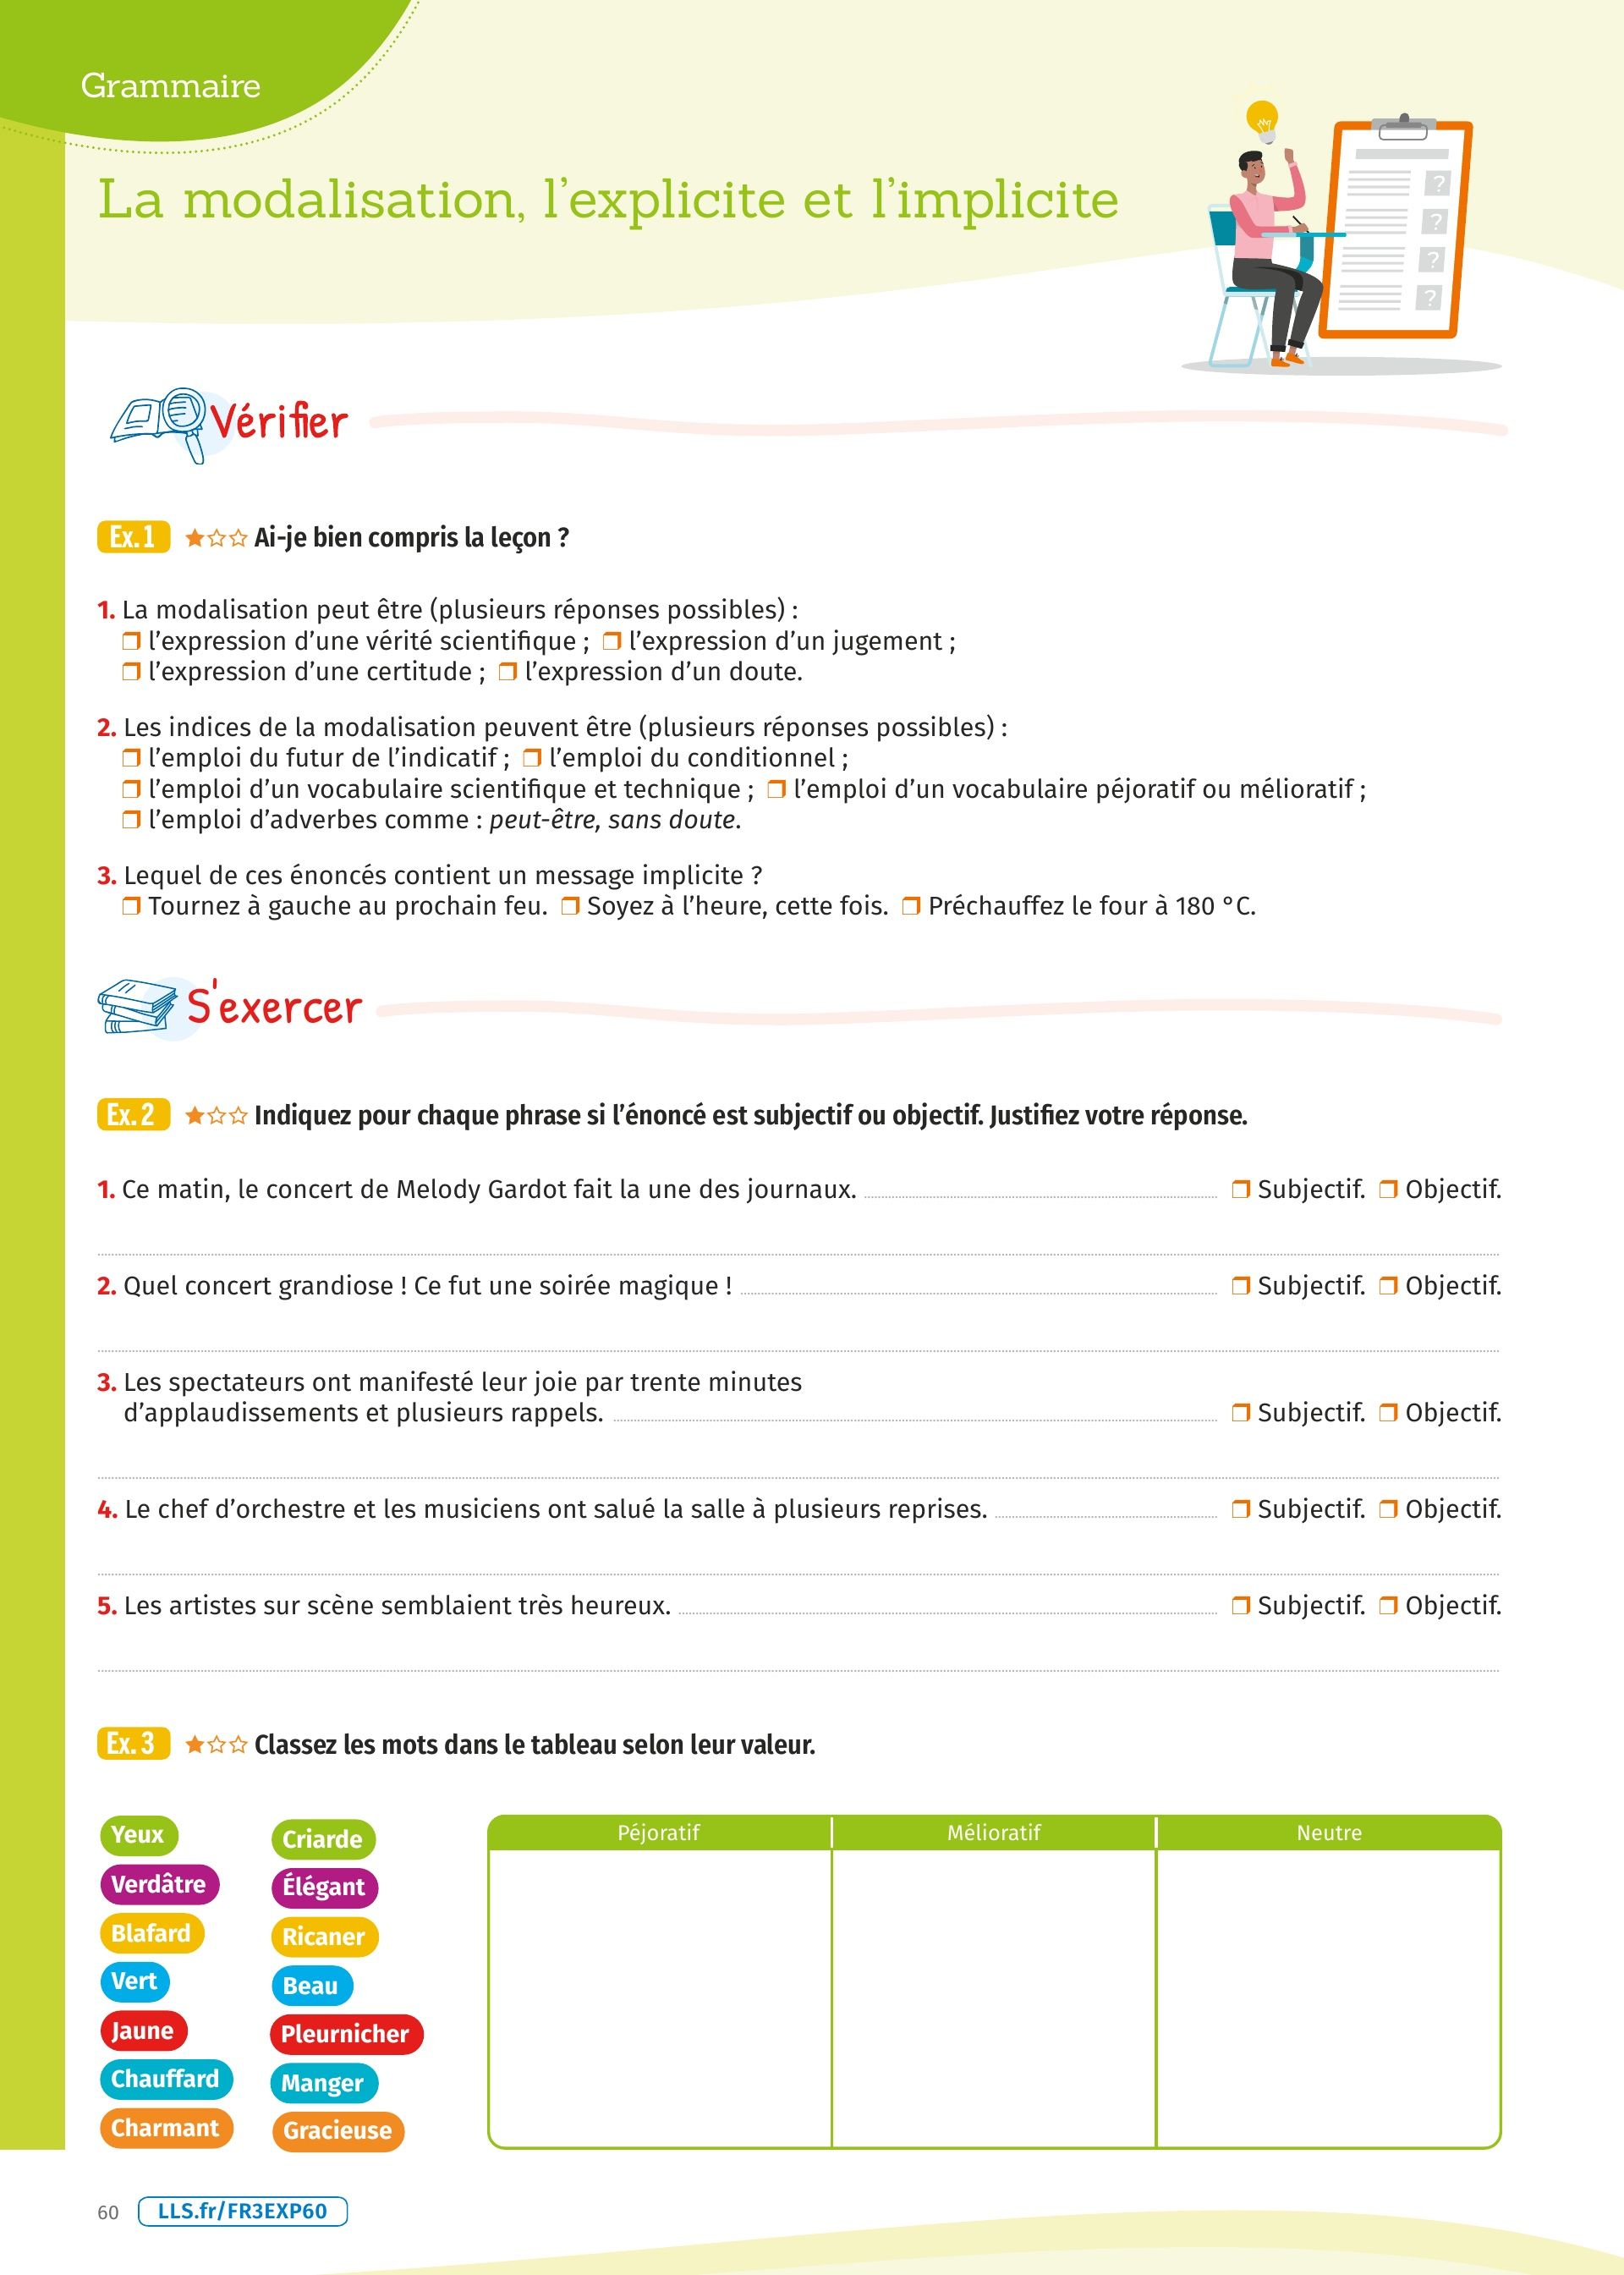 Grammaire
La modalisation, l’explicite et l’implicite
?
?
?
?
Vérifier
Ex. 1 Ai-je bien compris la leçon ?
1. La modalisation peut être (plusieurs réponses possibles) :
❒ l’expression d’une vérité scientifique ; ❒ l’expression d’un jugement ;
❒ l’expression d’une certitude ; ❒ l’expression d’un doute.
2. Les indices de la modalisation peuvent être (plusieurs réponses possibles) :
❒ l’emploi du futur de l’indicatif ; ❒ l’emploi du conditionnel ;
❒ l’emploi d’un vocabulaire scientifique et technique ; ❒ l’emploi d’un vocabulaire péjoratif ou mélioratif ;
❒ l’emploi d’adverbes comme : peut-être, sans doute.
3. Lequel de ces énoncés contient un message implicite ?
❒ Tournez à gauche au prochain feu. ❒ Soyez à l’heure, cette fois. ❒ Préchauffez le four à 180 °C.
S'exercer
Ex. 2 Indiquez pour chaque phrase si l’énoncé est subjectif ou objectif. Justifiez votre réponse.
1. Ce matin, le concert de Melody Gardot fait la une des journaux. ❒ Subjectif. ❒ Objectif.
2. Quel concert grandiose ! Ce fut une soirée magique ! ❒ Subjectif. ❒ Objectif.
3. Les spectateurs ont manifesté leur joie par trente minutes
d’applaudissements et plusieurs rappels. ❒ Subjectif. ❒ Objectif.
4. Le chef d’orchestre et les musiciens ont salué la salle à plusieurs reprises. ❒ Subjectif. ❒ Objectif.
5. Les artistes sur scène semblaient très heureux. ❒ Subjectif. ❒ Objectif.
Ex. 3 Classez les mots dans le tableau selon leur valeur.
Yeux
Verdâtre
Blafard
Vert
Jaune
Chauffard
Charmant
Criarde
Élégant
Ricaner
Beau
Pleurnicher
Manger
Gracieuse
Péjoratif Mélioratif Neutre
60 LLS.fr/FR3EXP60